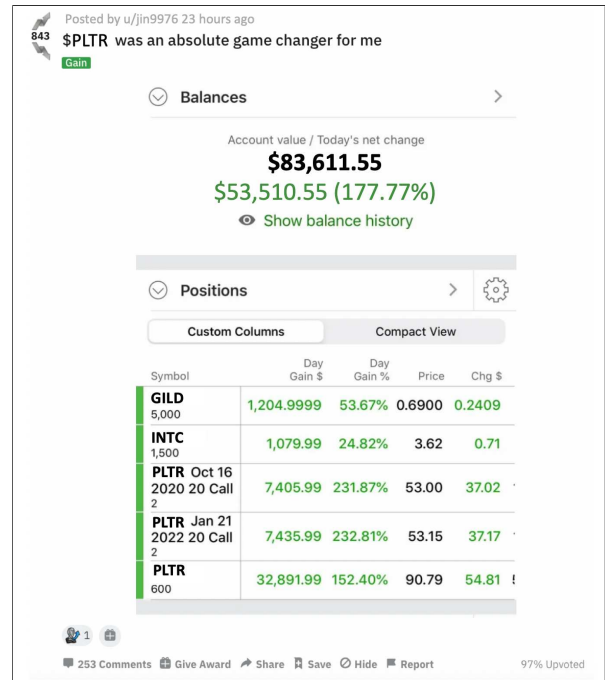 Posted by u/jin9976 23 hours ago
843
$PLTR was an absolute game changer for me
Gain
Balances
Account value / Today's net change
$83,611.55
$53,510.55 (177.77%)
Show balance history
Positions
Custom Columns Compact View
Symbol Day Gain $ Day Gain % Price Chg $
GILD
5,000 1,204.9999 53.67% 0.6900 0.2409
INTC
1,500 1,079.99 24.82% 3.62 0.71
PLTR Oct 16
2020 20 Call 7,405.99 231.87% 53.00 37.02
2
PLTR Jan 21
2022 20 Call 7,435.99 232.81% 53.15 37.17
2
PLTR
600 32,891.99 152.40% 90.79 54.81
1
253 Comments Give Award Share Save Hide Report 97% Upvoted